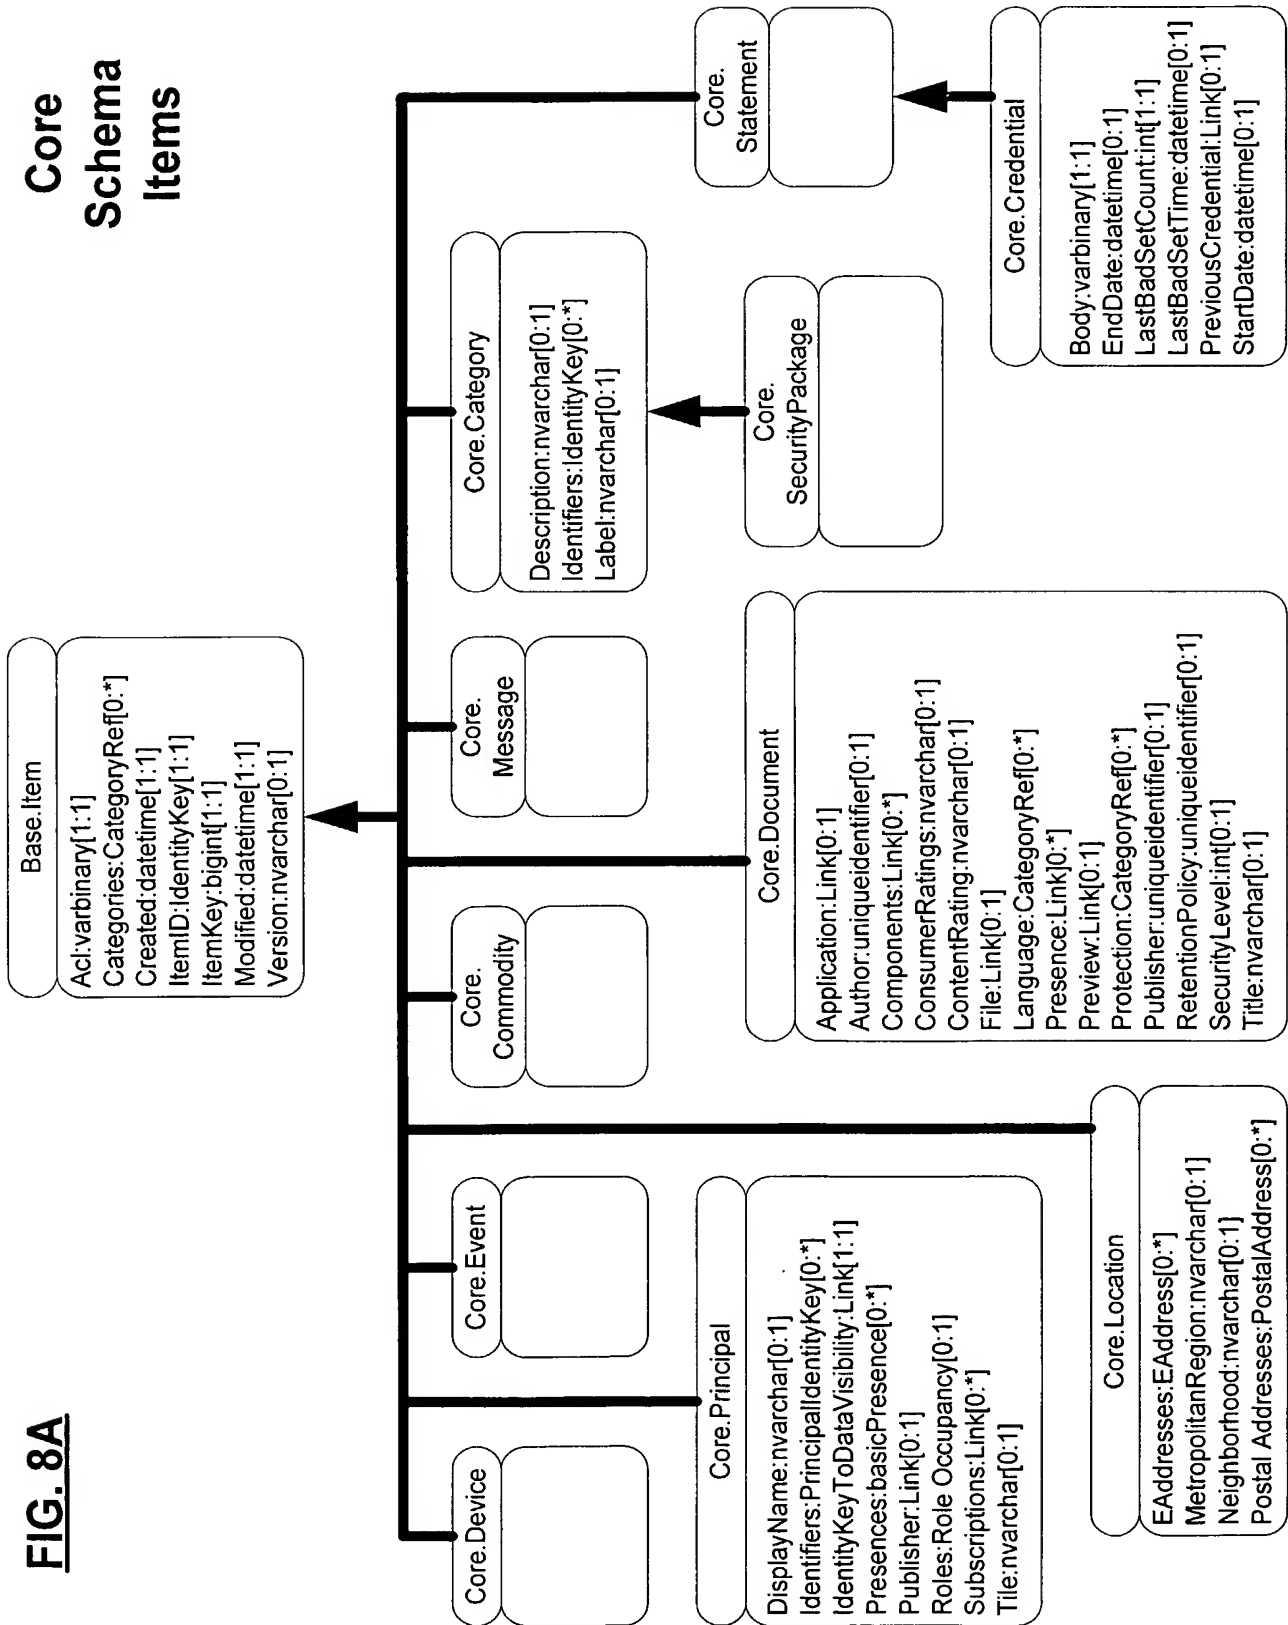 FIG. 8A
Core
Schema
Items
Base.Item
Acl:varbinary[1:1]
Categories:CategoryRef[0:*]
Created:datetime[1:1]
ItemID:IdentityKey[1:1]
ItemKey:bigint[1:1]
Modified:datetime[1:1]
Version:nvarchar[0:1]
Core.Device
Core.Event
Core.
Commodity
Core.
Message
Core.Category
Description:nvarchar[0:1]
Identifiers:IdentityKey[0:*]
Label:nvarchar[0:1]
Core.
Statement
Core.Principal
DisplayName:nvarchar[0:1]
Identifiers:PrincipalIdentityKey[0:*]
IdentityKeyToDataVisibility:Link[1:1]
Presences:basicPresence[0:*]
Publisher:Link[0:1]
Roles:Role Occupancy[0:1]
Subscriptions:Link[0:*]
Tile:nvarchar[0:1]
Core.Document
Application:Link[0:1]
Author:uniqueidentifier[0:1]
Components:Link[0:*]
ConsumerRatings:nvarchar[0:1]
ContentRating:nvarchar[0:1]
File:Link[0:1]
Language:CategoryRef[0:*]
Presence:Link[0:*]
Preview:Link[0:1]
Protection:CategoryRef[0:*]
Publisher:uniqueidentifier[0:1]
RetentionPolicy:uniqueidentifier[0:1]
SecurityLevel:int[0:1]
Title:nvarchar[0:1]
Core.
SecurityPackage
Core.Location
EAddresses:EAddress[0:*]
MetropolitanRegion:nvarchar[0:1]
Neighborhood:nvarchar[0:1]
Postal Addresses:PostalAddress[0:*]
Core.Credential
Body:varbinary[1:1]
EndDate:datetime[0:1]
LastBadSetCount:int[1:1]
LastBadSetTime:datetime[0:1]
PreviousCredential:Link[0:1]
StartDate:datetime[0:1]